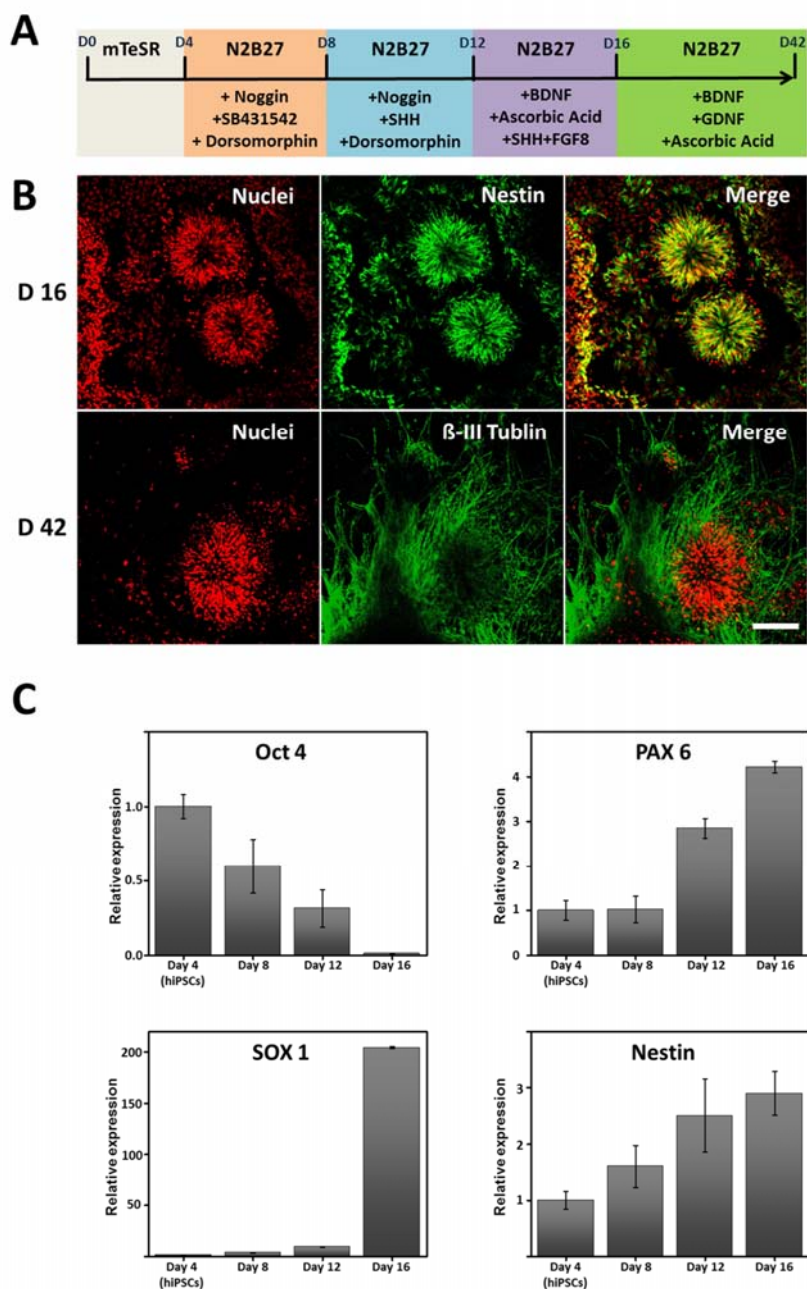 A
D0 mTeSR D4 N2B27 D8 N2B27 D12 N2B27 D16 N2B27 D42
+ Noggin
+SB431542
+ Dorsomorphin
+Noggin
+SHH
+Dorsomorphin
+BDNF
+Ascorbic Acid
+SHH+FGF8
+BDNF
+GDNF
+Ascorbic Acid
B
D 16
Nuclei
Nestin
Merge
D 42
Nuclei
ß-III Tublin
Merge
C
Oct 4
Relative expression
1.0
0.5
0.0
Day 4 Day 8 Day 12 Day 16
(hiPSCs)
PAX 6
Relative expression
4
3
2
1
0
Day 4 Day 8 Day 12 Day 16
(hiPSCs)
SOX 1
Relative expression
200
150
100
50
Day 4 Day 8 Day 12 Day 16
(hiPSCs)
Nestin
Relative expression
3
2
1
Day 4 Day 8 Day 12 Day 16
(hiPSCs)